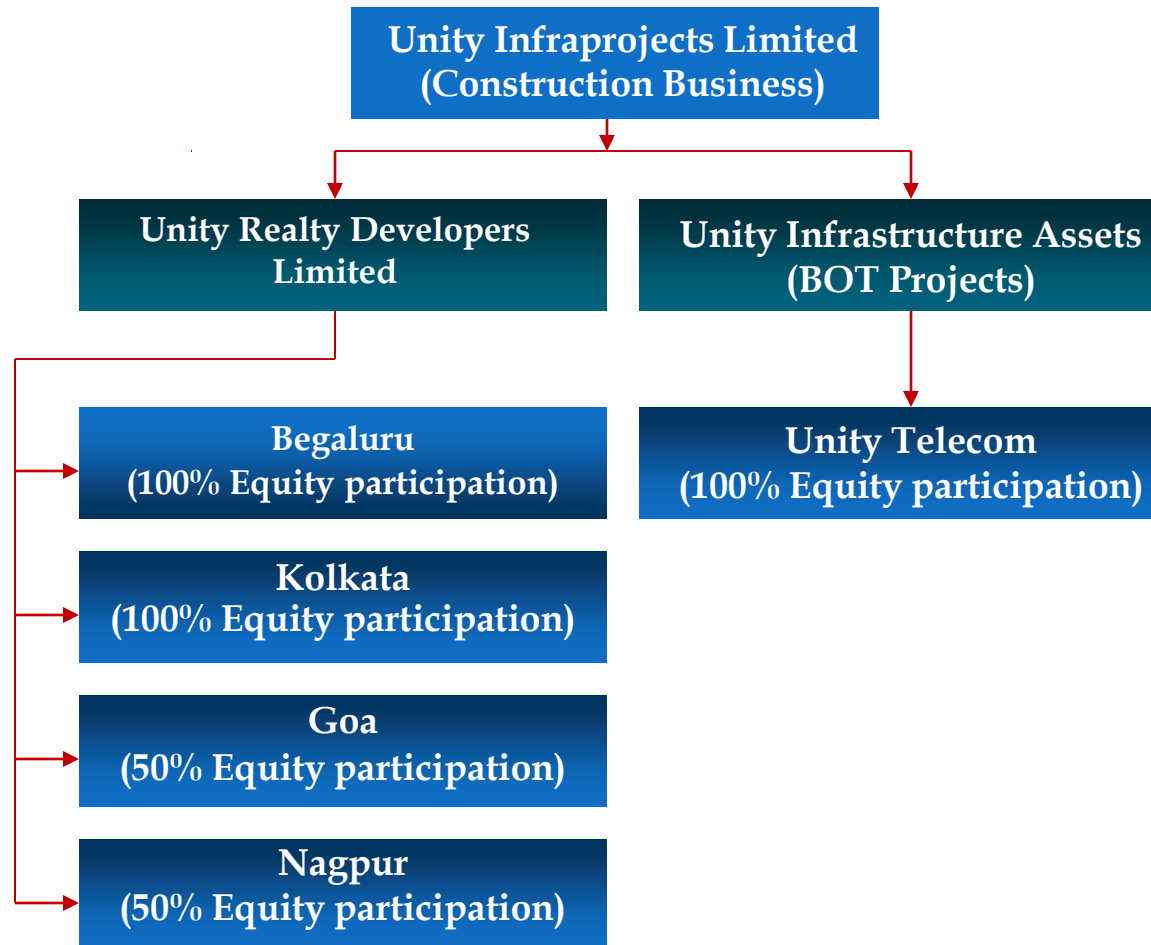 Unity Infraprojects Limited
(Construction Business)
Unity Realty Developers
Limited
Unity Infrastructure Assets
(BOT Projects)
Begaluru
(100% Equity participation)
Unity Telecom
(100% Equity participation)
Kolkata
(100% Equity participation)
Goa
(50% Equity participation)
Nagpur
(50% Equity participation)